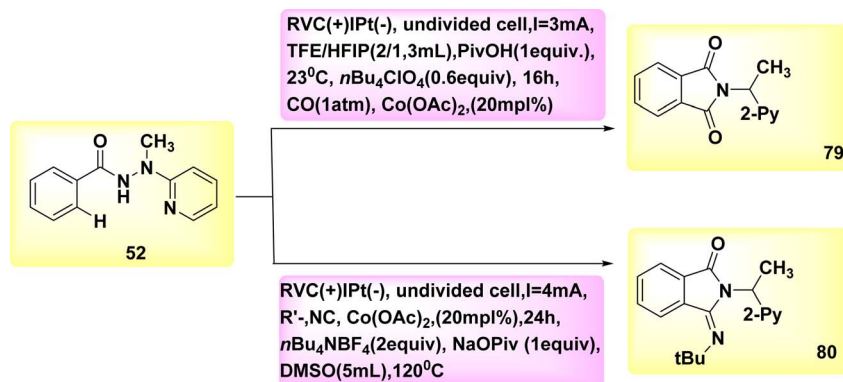 RVC(+)IPt(-), undivided cell,I=3mA,
TFE/HFIP(2/1,3mL),PivOH(1equiv.),
23⁰C, nBu₄ClO₄(0.6equiv), 16h,
CO(1atm), Co(OAc)₂,(20mpl%)
O
CH₃
N
N
H
N
H
52
O
N
CH₃
2-Py
O
79
RVC(+)IPt(-), undivided cell,I=4mA,
R'-,NC, Co(OAc)₂,(20mpl%),24h,
nBu₄NBF₄(2equiv), NaOPiv (1equiv),
DMSO(5mL),120⁰C
O
N
CH₃
2-Py
N
tBu
80